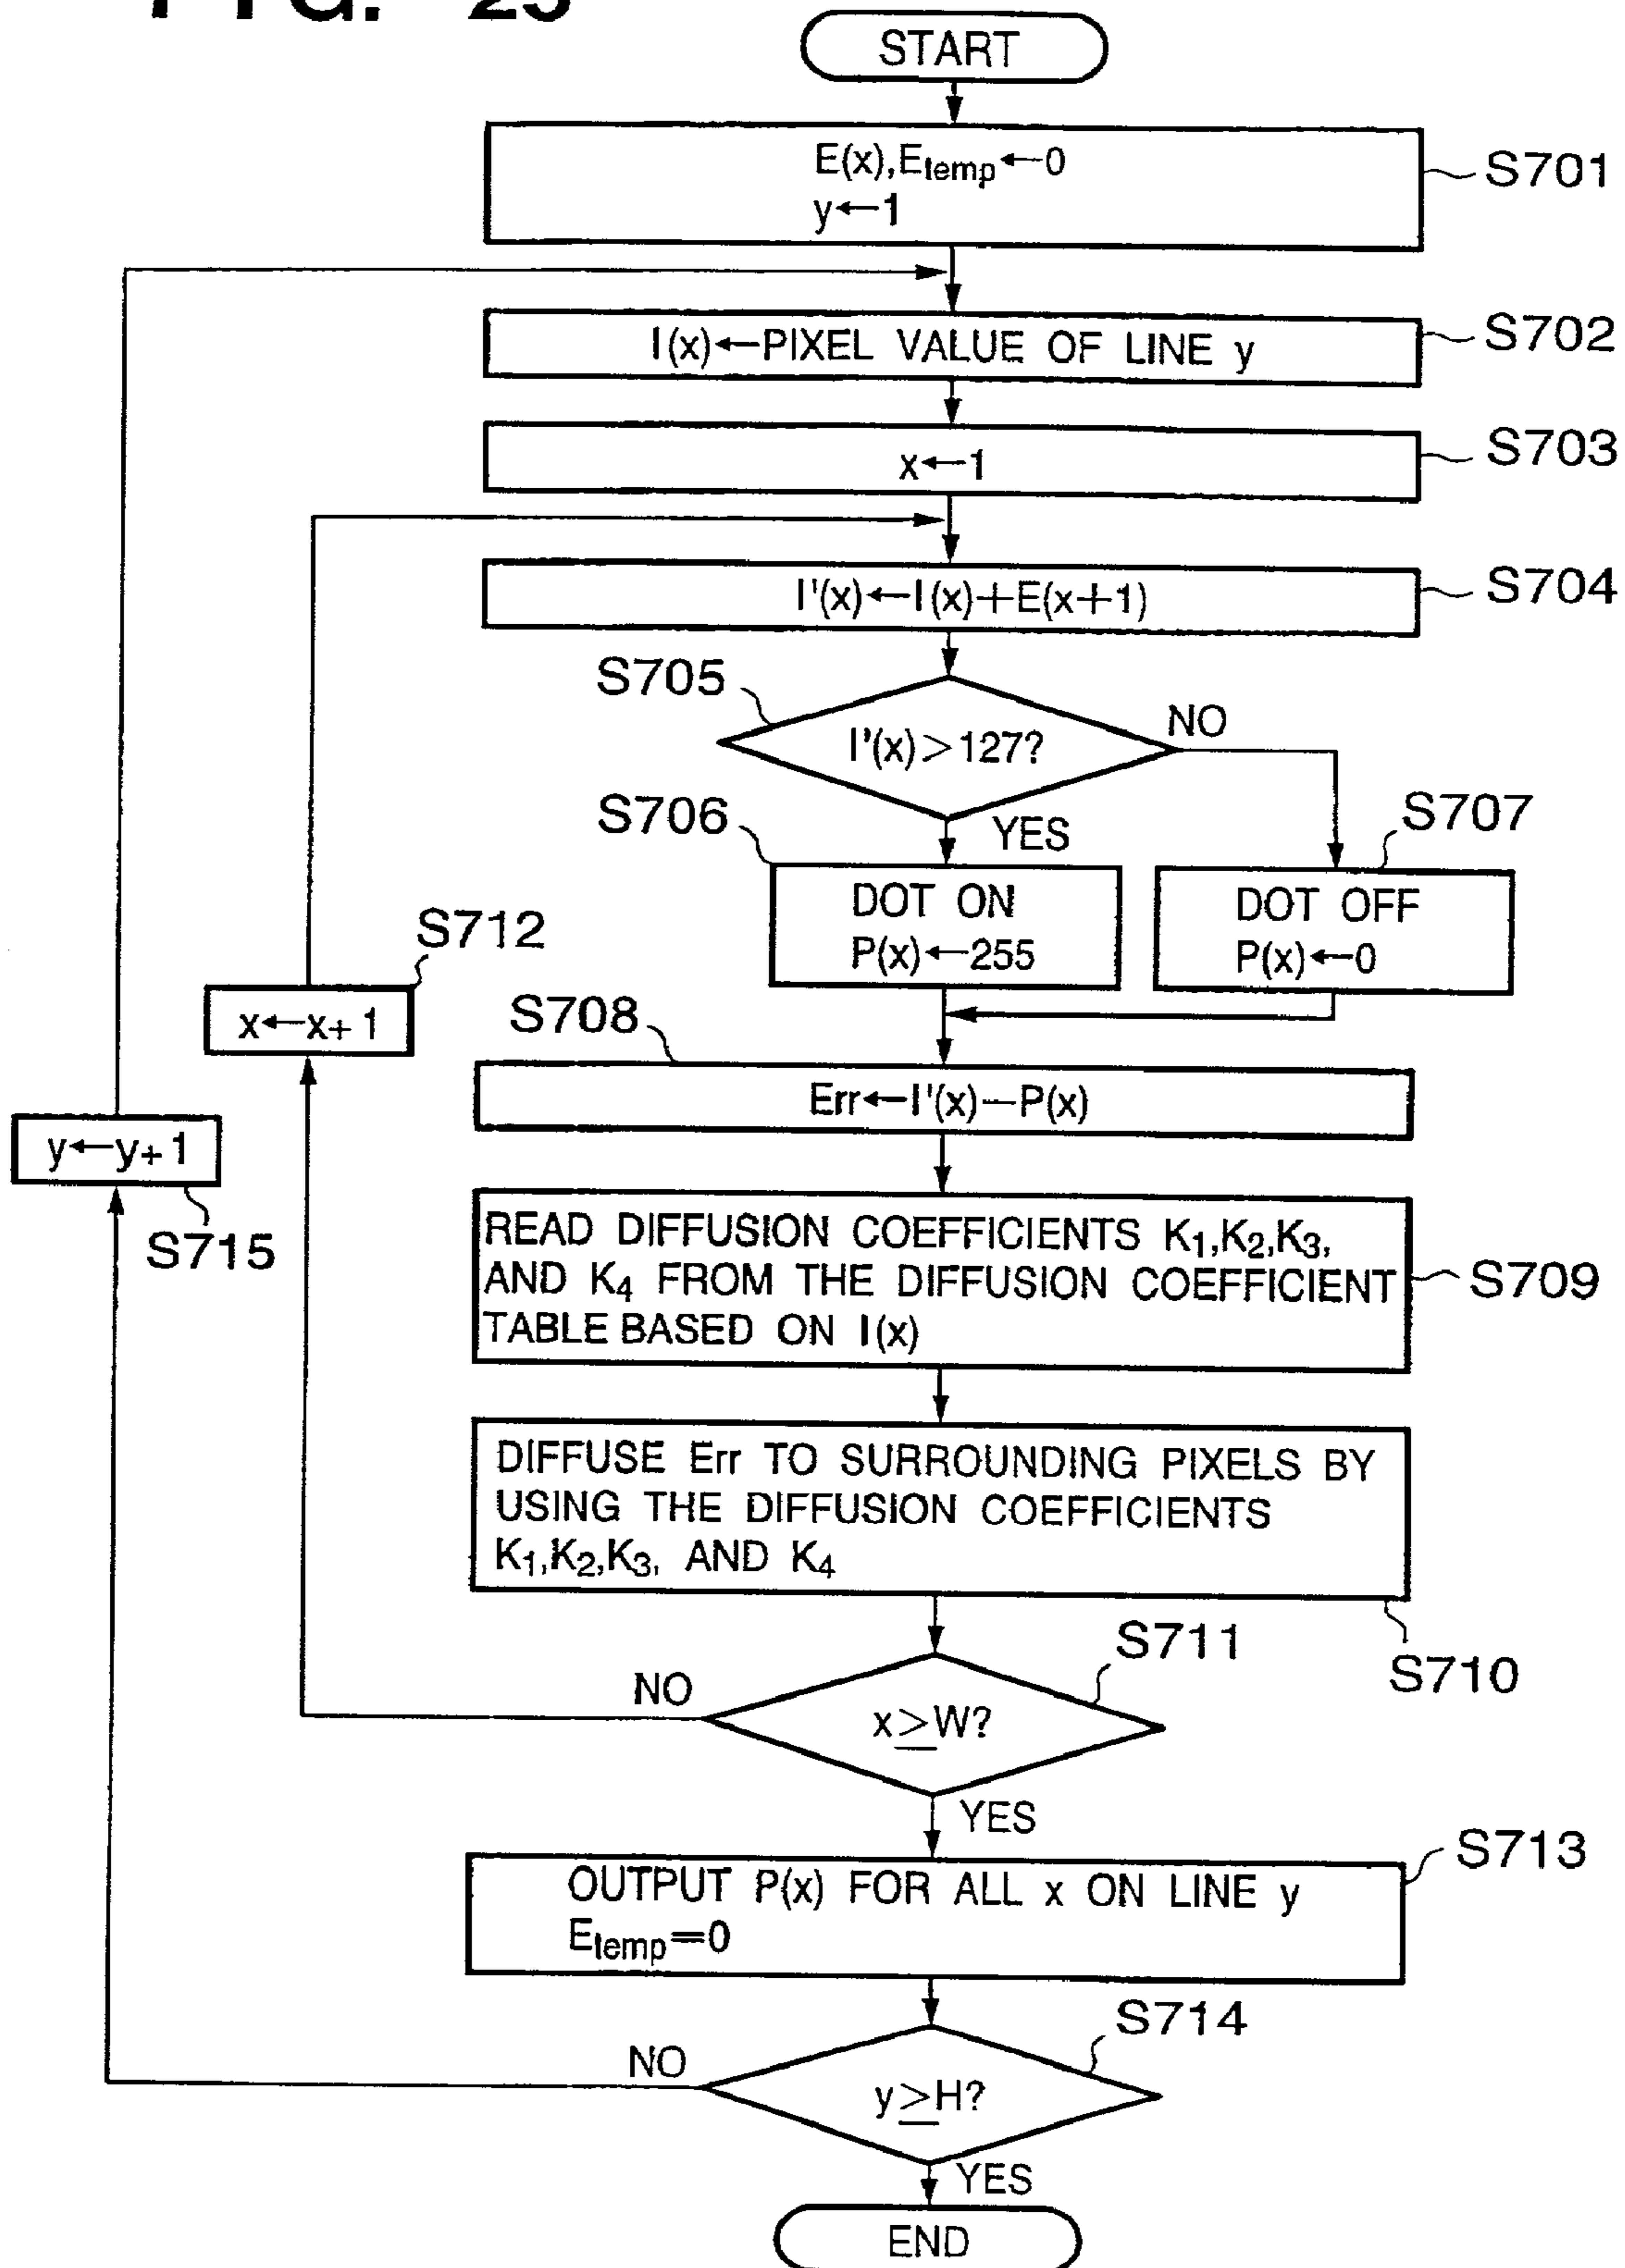 START
E(x),Etemp←0
y←1
S701
I(x)←PIXEL VALUE OF LINE y
S702
x←1
S703
I'(x)←I(x)+E(x+1)
S704
S705
I'(x)>127?
NO
YES
S706
DOT ON
P(x)←255
S707
DOT OFF
P(x)←0
S712
x←x+1
S708
Err←I'(x)−P(x)
y←y+1
S715
READ DIFFUSION COEFFICIENTS K1,K2,K3,
AND K4 FROM THE DIFFUSION COEFFICIENT
TABLE BASED ON I(x)
S709
DIFFUSE Err TO SURROUNDING PIXELS BY
USING THE DIFFUSION COEFFICIENTS
K1,K2,K3, AND K4
S710
S711
NO
x≥W?
YES
S713
OUTPUT P(x) FOR ALL x ON LINE y
Etemp=0
S714
NO
y≥H?
YES
END